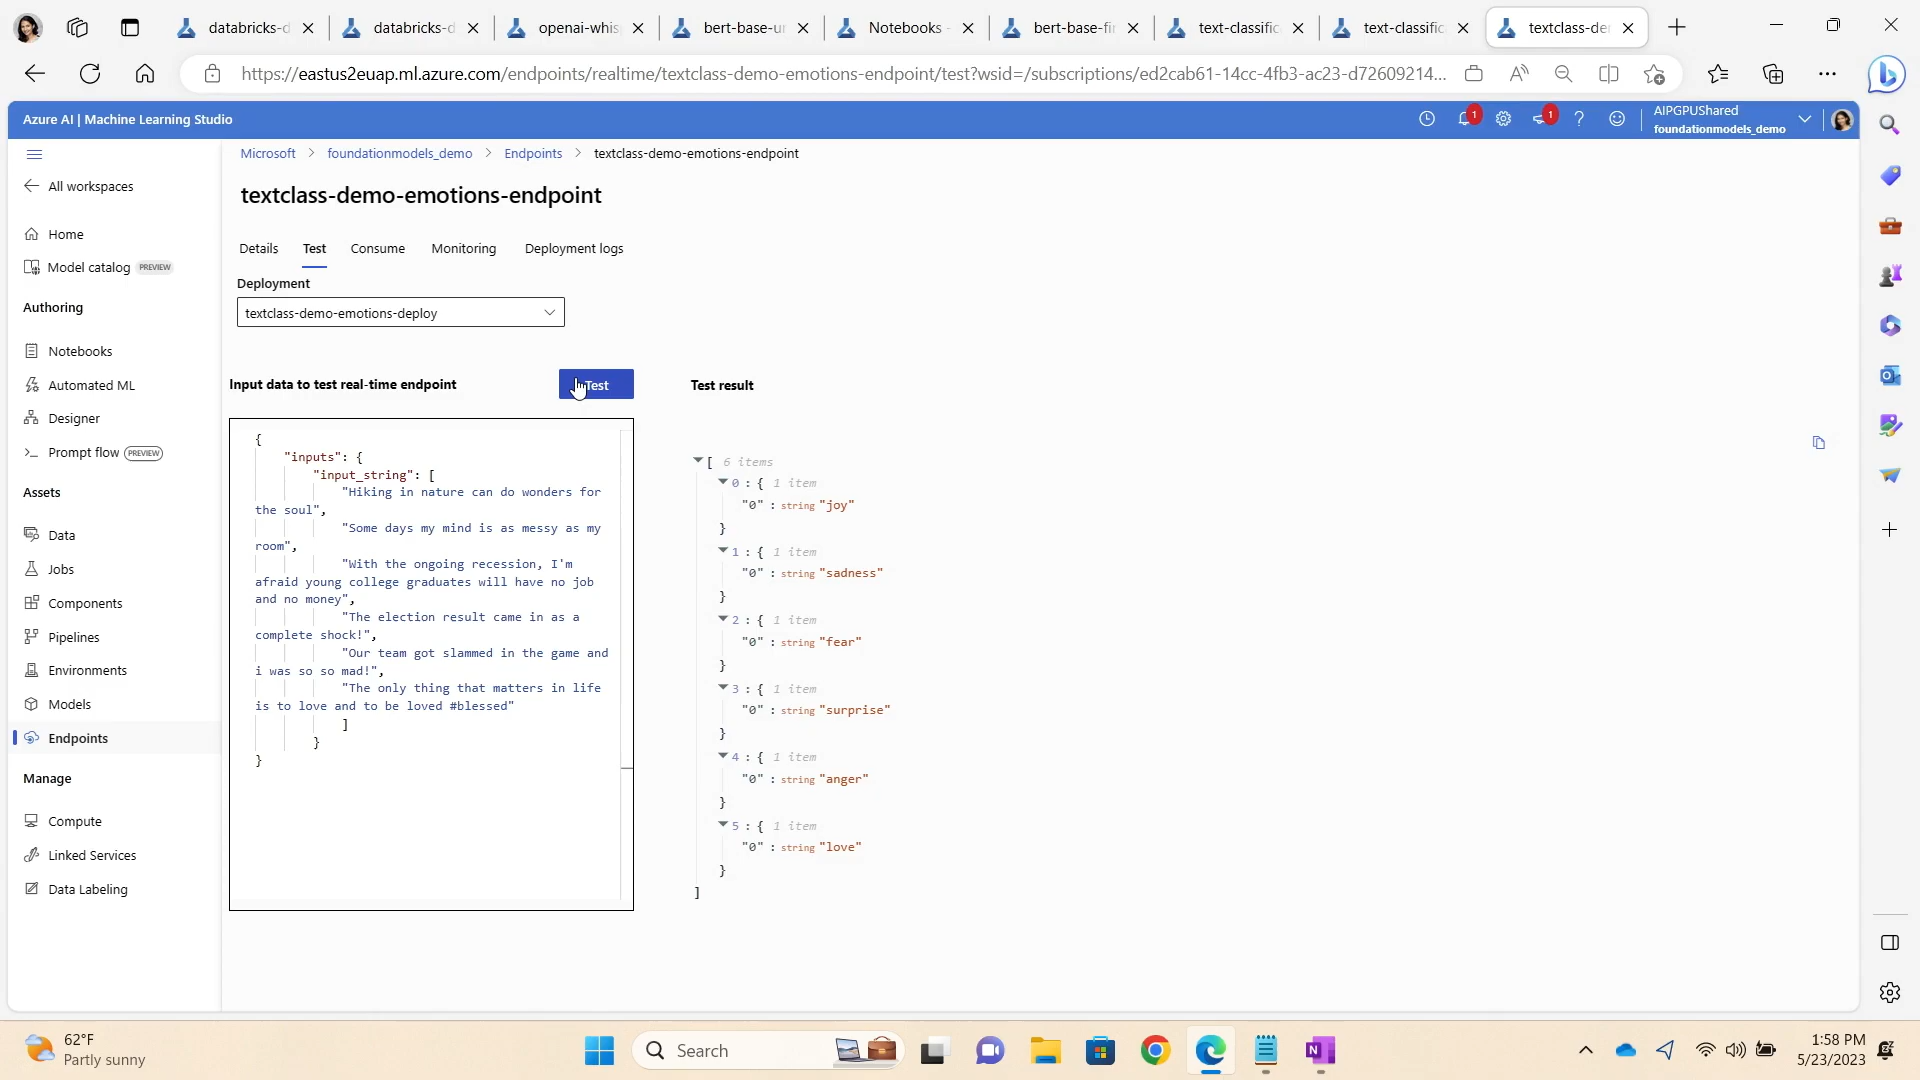 databricks-d
databricks-d
openai-whis
bert-base-ur
Notebooks -
bert-base-fir
text-classific
text-classific
textclass-der
https://eastus2euap.ml.azure.com/endpoints/realtime/textclass-demo-emotions-endpoint/test?wsid=/subscriptions/ed2cab61-14cc-4fb3-ac23-d72609214...
Azure AI | Machine Learning Studio
1
1
?
AIPGPUShared
foundationmodels_demo
Microsoft > foundationmodels_demo > Endpoints > textclass-demo-emotions-endpoint
All workspaces
Home
Model catalog PREVIEW
Authoring
Notebooks
Automated ML
Designer
Prompt flow PREVIEW
Assets
Data
Jobs
Components
Pipelines
Environments
Models
Endpoints
Manage
Compute
Linked Services
Data Labeling
textclass-demo-emotions-endpoint
Details Test Consume Monitoring Deployment logs
Deployment
textclass-demo-emotions-deploy
Input data to test real-time endpoint
Test
{
"inputs": {
"input_string": [
"Hiking in nature can do wonders for
the soul",
"Some days my mind is as messy as my
room",
"With the ongoing recession, I'm
afraid young college graduates will have no job
and no money",
"The election result came in as a
complete shock!",
"Our team got slammed in the game and
i was so so mad!",
"The only thing that matters in life
is to love and to be loved #blessed"
]
}
}
Test result
[ 6 items
0 : { 1 item
"0" : string "joy"
}
1 : { 1 item
"0" : string "sadness"
}
2 : { 1 item
"0" : string "fear"
}
3 : { 1 item
"0" : string "surprise"
}
4 : { 1 item
"0" : string "anger"
}
5 : { 1 item
"0" : string "love"
}
]
62°F
Partly sunny
Search
1:58 PM
5/23/2023